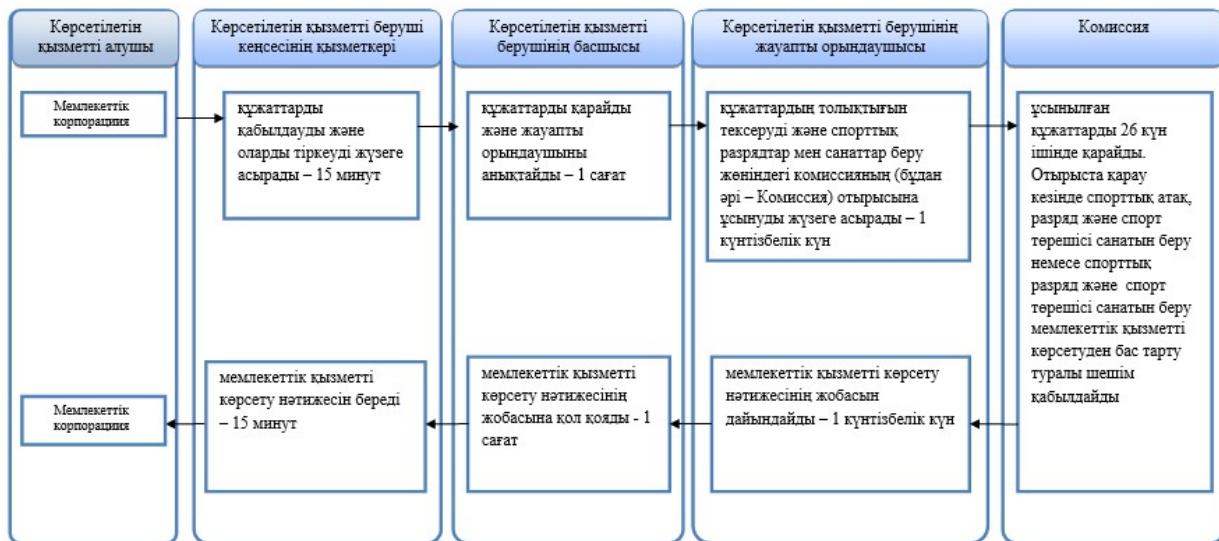 Көрсетілетін
қызметті алушы
Көрсетілетін қызметті беруші
кеңсесінің қызметкері
Көрсетілетін қызметті
берушінің басшысы
Көрсетілетін қызметті берушінің
жауапты орындаушысы
Комиссия
Мемлекеттік
корпорациия
құжаттарды
қабылдауды және
оларды тіркеуді жүзеге
асырады – 15 минут
құжаттарды қарайды
және жауапты
орындаушыны
анықтайды – 1 сағат
құжаттардың толықтығын
тексеруді және спорттық
разрядтар мен санаттар беру
жөніндегі комиссияның (бұдан
әрі – Комиссия) отырысына
ұсынуды жүзеге асырады – 1
күнтізбелік күн
ұсынылған
құжаттарды 26 күн
ішінде қарайды.
Отырыста қарау
кезінде спорттық атақ,
разряд және спорт
төрешісі санатын беру
немесе спорттық
разряд және спорт
төрешісі санатын беру
мемлекеттік қызметті
көрсетуден бас тарту
туралы шешім
қабылдайды
Мемлекеттік
корпорациия
мемлекеттік қызметті
көрсету нәтижесін береді
– 15 минут
мемлекеттік қызметті
көрсету нәтижесінің
жобасына қол қояды - 1
сағат
мемлекеттік қызметті көрсету
нәтижесінің жобасын
дайындайды – 1 күнтізбелік күн